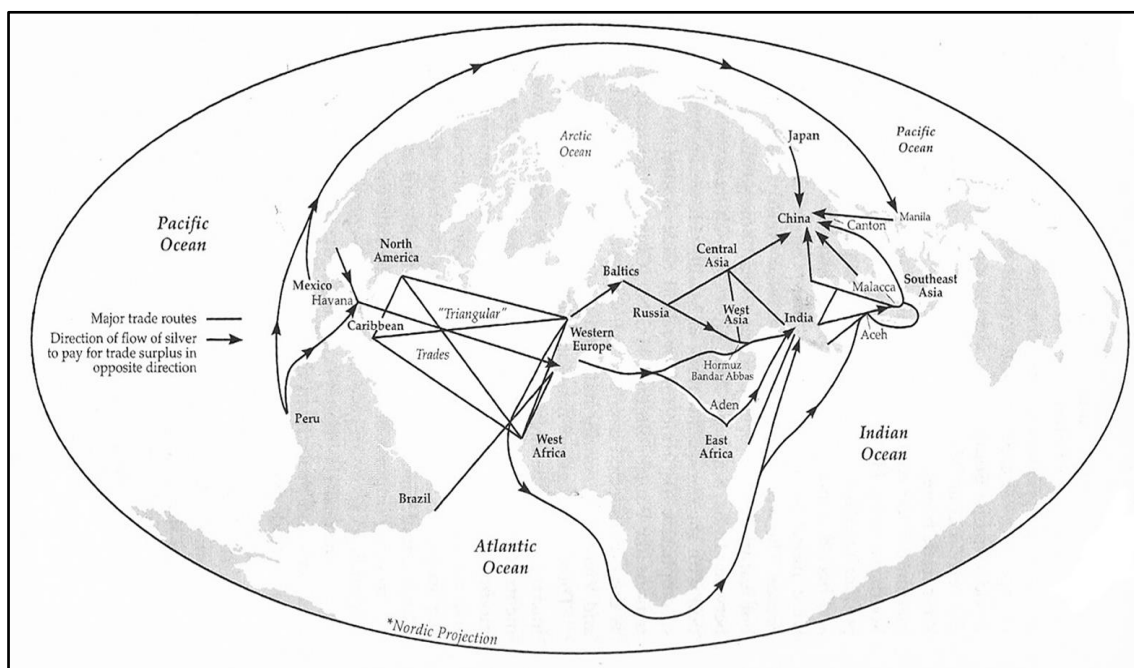 Arctic
Ocean
Japan
Pacific
Ocean
Pacific
Ocean
China
Canton
Manila
North
America
Central
Asia
Baltics
Malacca
Southeast
Asia
Mexico
Havana
Russia
West
Asia
India
Major trade routes
"Triangular"
Caribbean
Direction of flow of silver
to pay for trade surplus in
opposite direction
Western
Europe
Aceh
Trades
Hormuz
Bandar Abbas
Aden
Peru
West
Africa
East
Africa
Indian
Ocean
Brazil
Atlantic
Ocean
*Nordic Projection